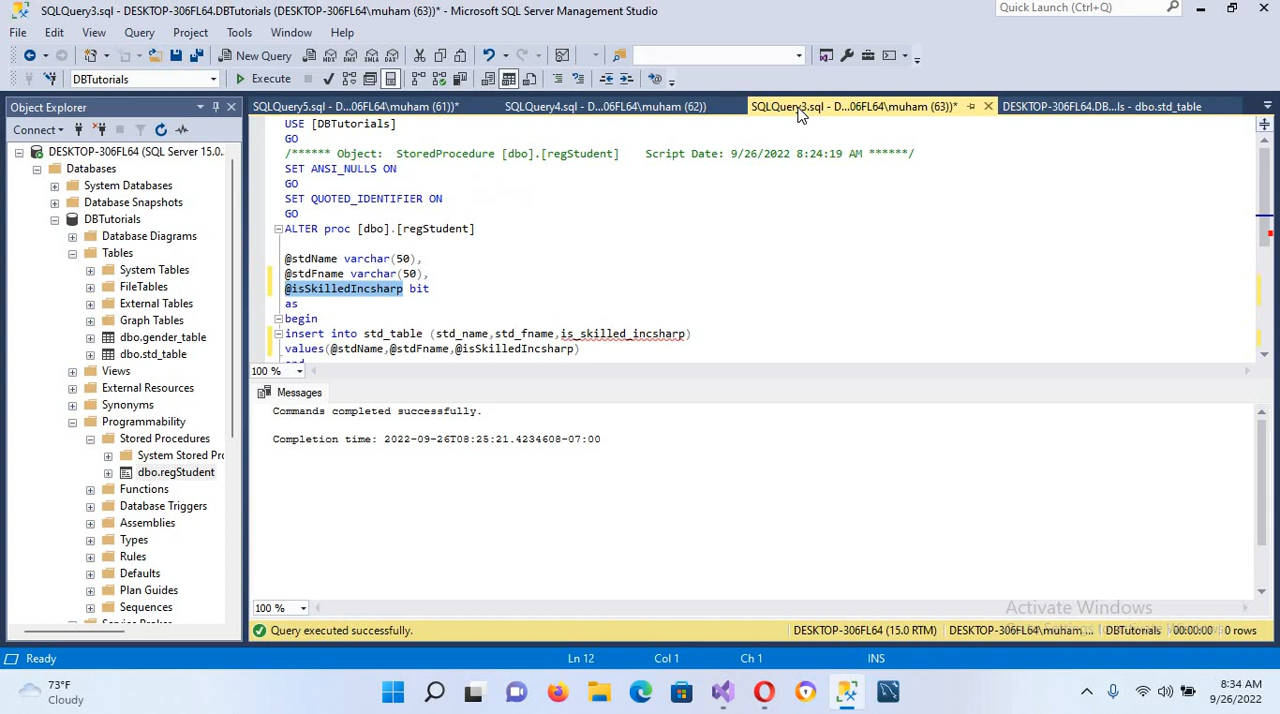 SQLQuery3.sql - DESKTOP-306FL64.DBTutorials (DESKTOP-306FL64\muham (63))* - Microsoft SQL Server Management Studio
Quick Launch (Ctrl+Q)
File Edit View Query Project Tools Window Help
New Query
DBTutorials
Execute
Object Explorer
SQLQuery5.sql - D...06FL64\muham (61))*
SQLQuery4.sql - D...06FL64\muham (62))
SQLQuery3.sql - D...06FL64\muham (63))*
DESKTOP-306FL64.DB...ls - dbo.std_table
Connect
DESKTOP-306FL64 (SQL Server 15.0
Databases
System Databases
Database Snapshots
DBTutorials
Database Diagrams
Tables
System Tables
FileTables
External Tables
Graph Tables
dbo.gender_table
dbo.std_table
Views
External Resources
Synonyms
Programmability
Stored Procedures
System Stored Pr
dbo.regStudent
Functions
Database Triggers
Assemblies
Types
Rules
Defaults
Plan Guides
Sequences
USE [DBTutorials]
GO
/****** Object:  StoredProcedure [dbo].[regStudent]    Script Date: 9/26/2022 8:24:19 AM ******/
SET ANSI_NULLS ON
GO
SET QUOTED_IDENTIFIER ON
GO
ALTER proc [dbo].[regStudent]
@stdName varchar(50),
@stdFname varchar(50),
@isSkilledIncsharp bit
as
begin
insert into std_table (std_name,std_fname,is_skilled_incsharp)
values(@stdName,@stdFname,@isSkilledIncsharp)
100 %
Messages
Commands completed successfully.
Completion time: 2022-09-26T08:25:21.4234608-07:00
100 %
Activate Windows
Query executed successfully.
DESKTOP-306FL64 (15.0 RTM)
DESKTOP-306FL64\muham ...
DBTutorials
00:00:00
0 rows
Ready
Ln 12
Col 1
Ch 1
INS
73°F
Cloudy
8:34 AM
9/26/2022